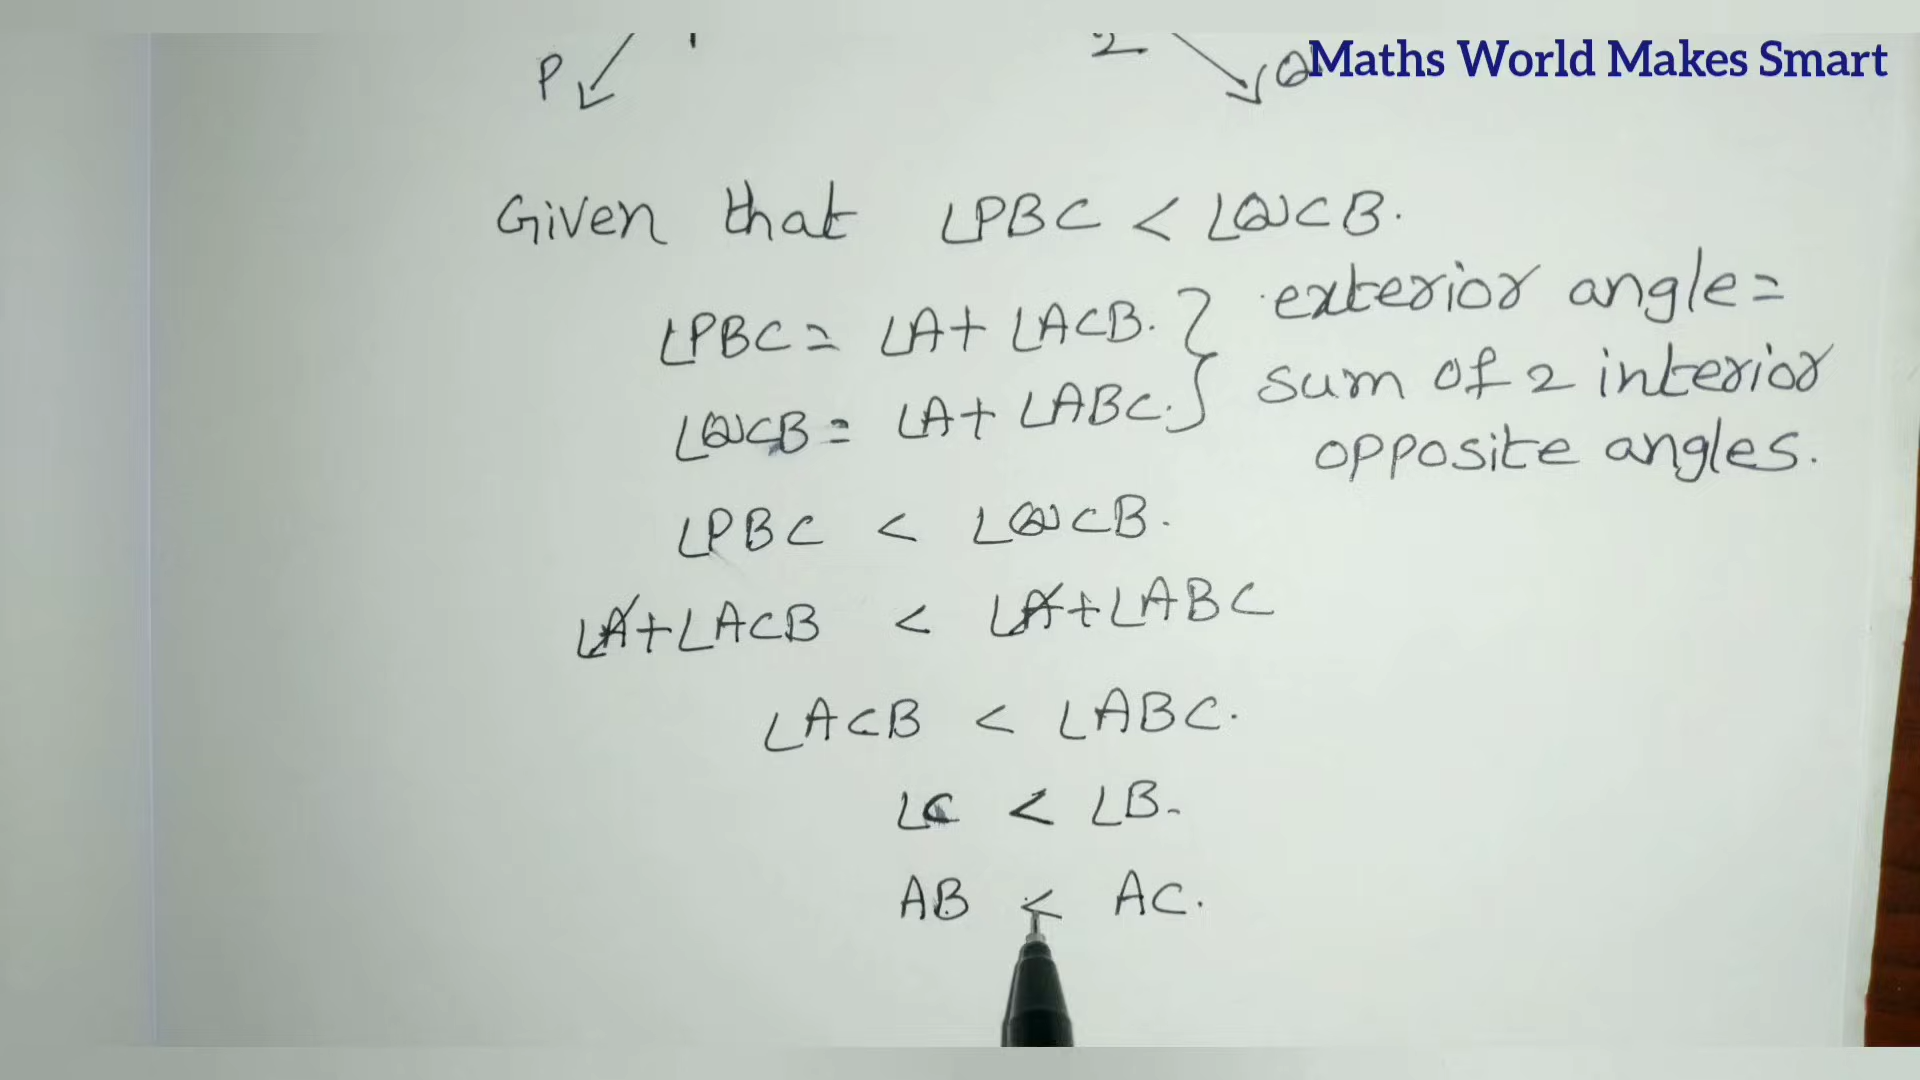 Maths World Makes Smart
P 2 Q
Given that ∠PBC < ∠QCB.
∠PBC = ∠A + ∠ACB. } exterior angle =
∠QCB = ∠A + ∠ABC. } sum of 2 interior
opposite angles.
∠PBC < ∠QCB.
∠A + ∠ACB < ∠A + ∠ABC
∠ACB < ∠ABC.
∠C < ∠B.
AB < AC.